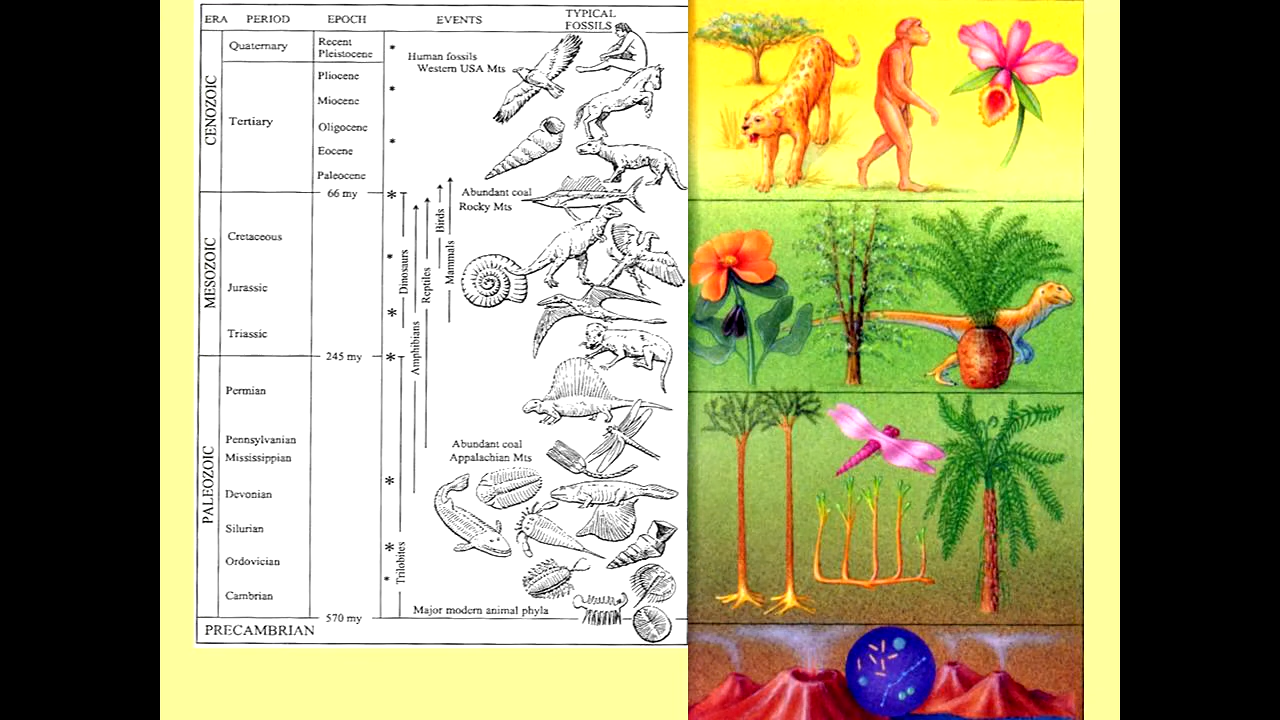 ERA PERIOD EPOCH EVENTS TYPICAL
FOSSILS
CENOZOIC
Quaternary
Recent
Pleistocene
* Human fossils
Western USA Mts
Tertiary
Pliocene
Miocene *
Oligocene
Eocene *
Paleocene
66 my *
Abundant coal
Rocky Mts
MESOZOIC
Cretaceous *
Jurassic
Triassic *
Dinosaurs
Amphibians
Reptiles
Birds
Mammals
245 my *
PALEOZOIC
Permian
Pennsylvanian
Mississippian
Abundant coal
Appalachian Mts
Devonian *
Silurian
Ordovician *
Cambrian *
Trilobites
Major modern animal phyla
570 my
PRECAMBRIAN